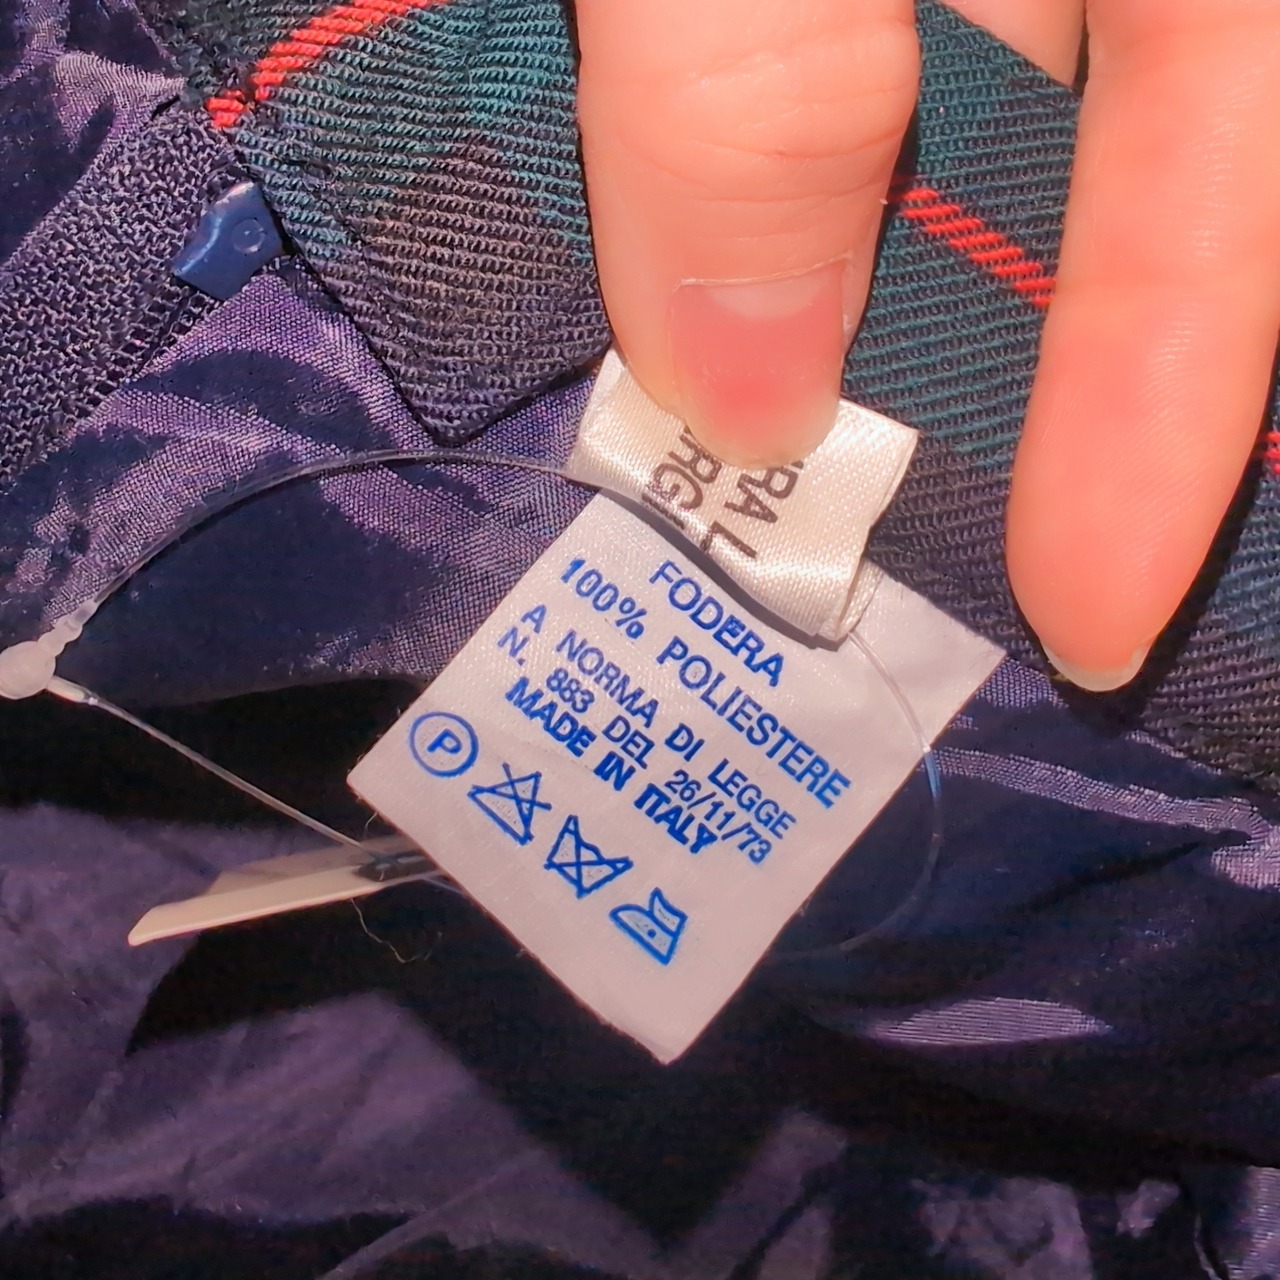 FODERA
100% POLIESTERE
A NORMA DI LEGGE
N. 883 DEL 26/11/73
MADE IN ITALY
P